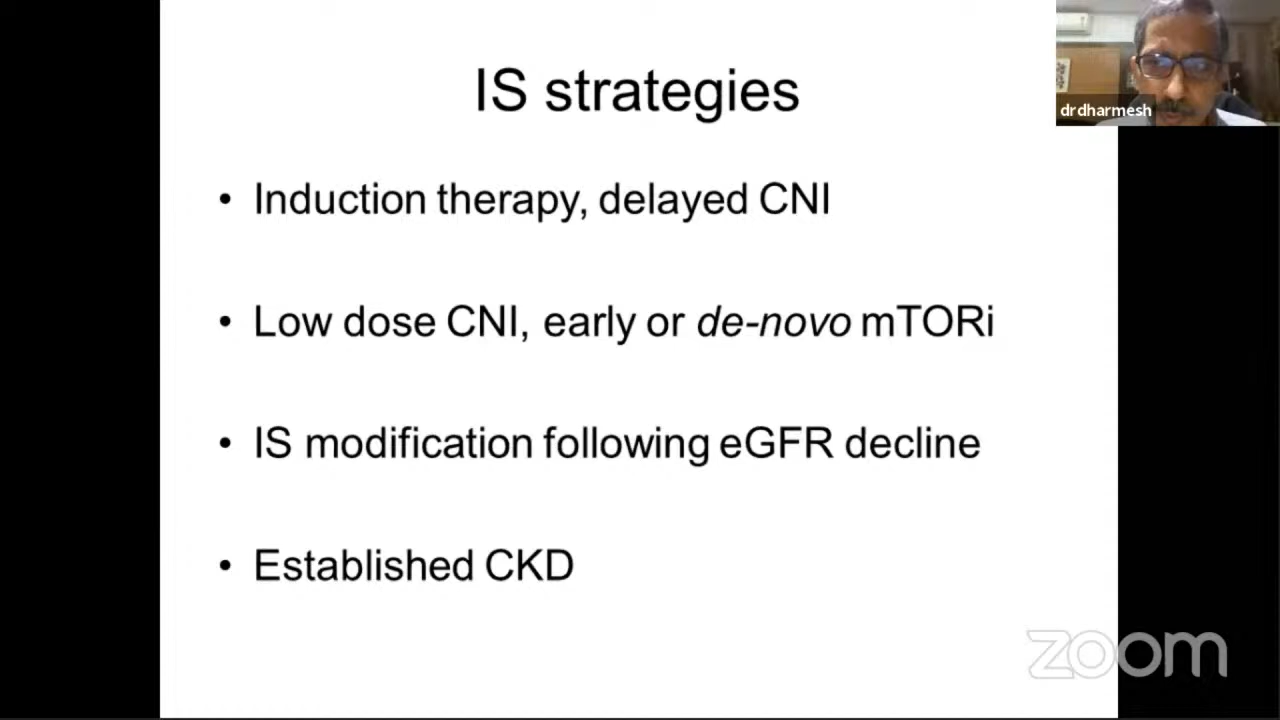 IS strategies
drdharmesh
• Induction therapy, delayed CNI
• Low dose CNI, early or de-novo mTORi
• IS modification following eGFR decline
• Established CKD
zoom